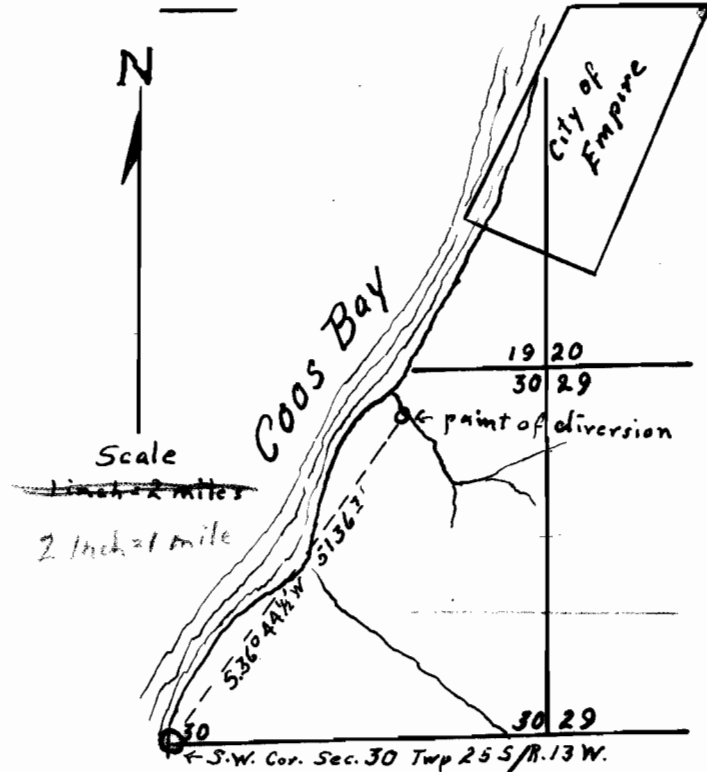 N
City of
Empire
Coos Bay
19 20
30 29
← point of diversion
Scale
1 inch = 2 miles
2 Inch = 1 mile
5136.3'
S.36°44½'W
30
30 29
← S.W. Cor. Sec. 30 Twp 25 S/R.13 W.